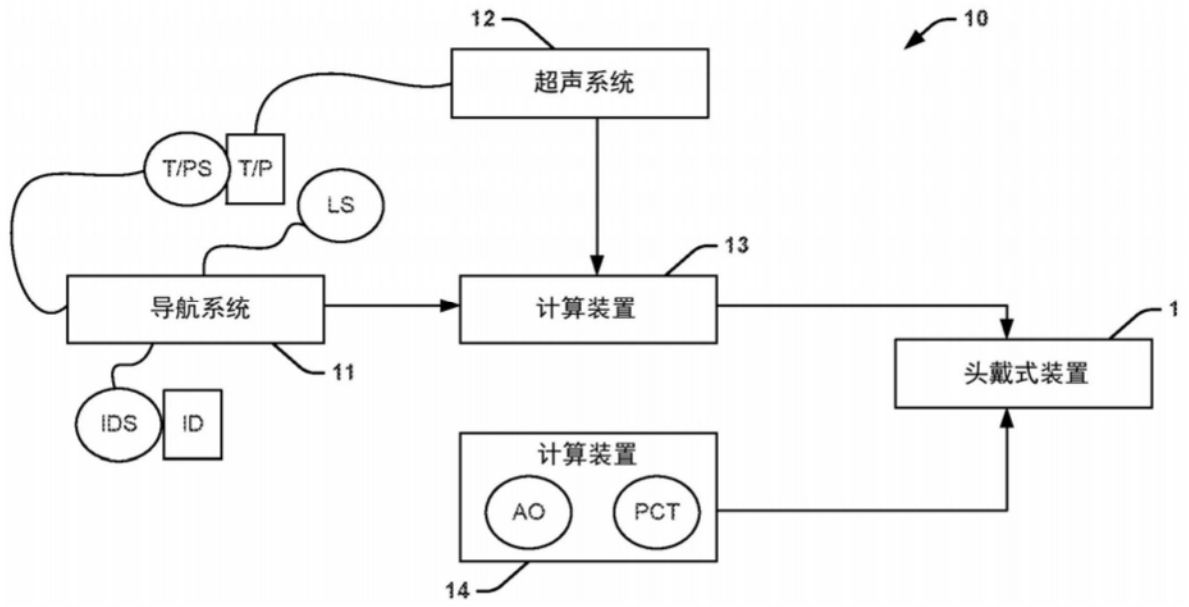 12
10
超声系统
T/PS
T/P
LS
13
导航系统
计算装置
1
11
头戴式装置
IDS
ID
计算装置
AO
PCT
14